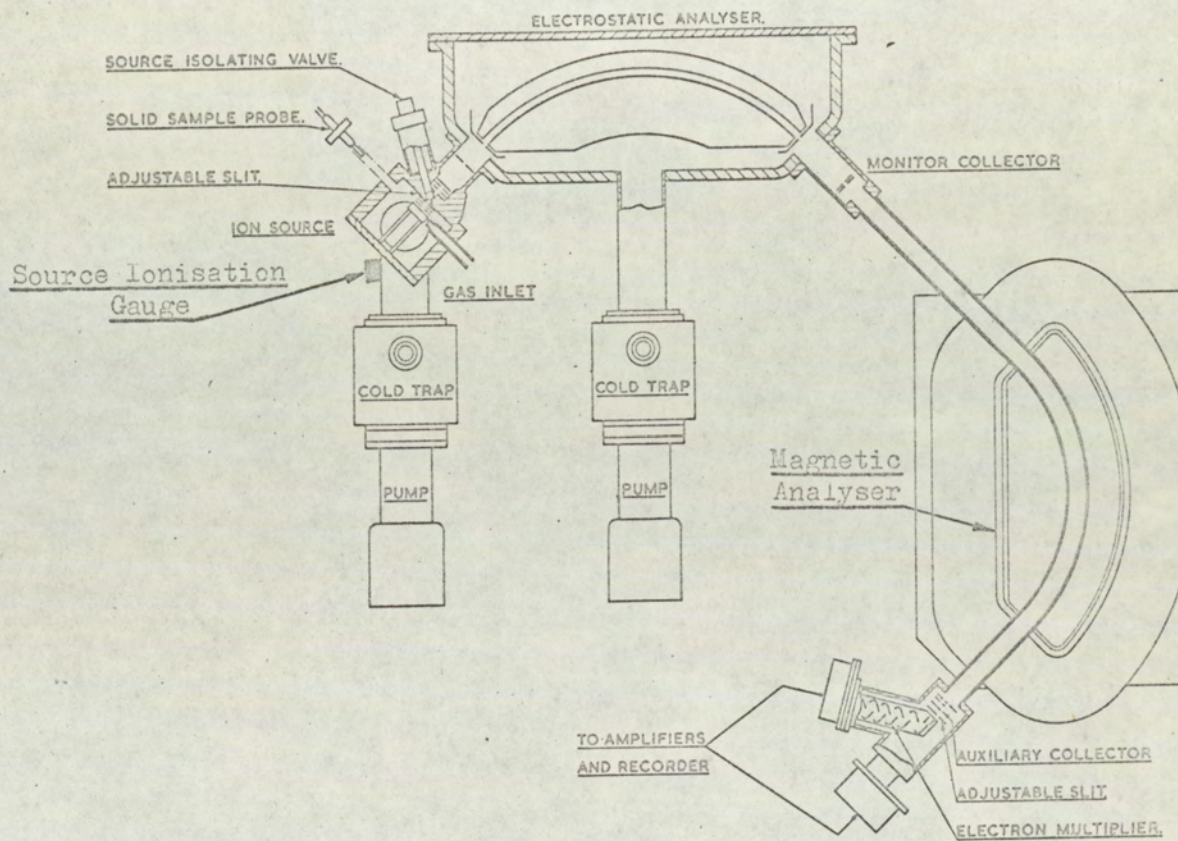 ELECTROSTATIC ANALYSER.
SOURCE ISOLATING VALVE.
SOLID SAMPLE PROBE.
ADJUSTABLE SLIT.
ION SOURCE
Source Ionisation
Gauge
GAS INLET
MONITOR COLLECTOR
COLD TRAP
COLD TRAP
PUMP
PUMP
Magnetic
Analyser
TO AMPLIFIERS
AND RECORDER
AUXILIARY COLLECTOR
ADJUSTABLE SLIT
ELECTRON MULTIPLIER.